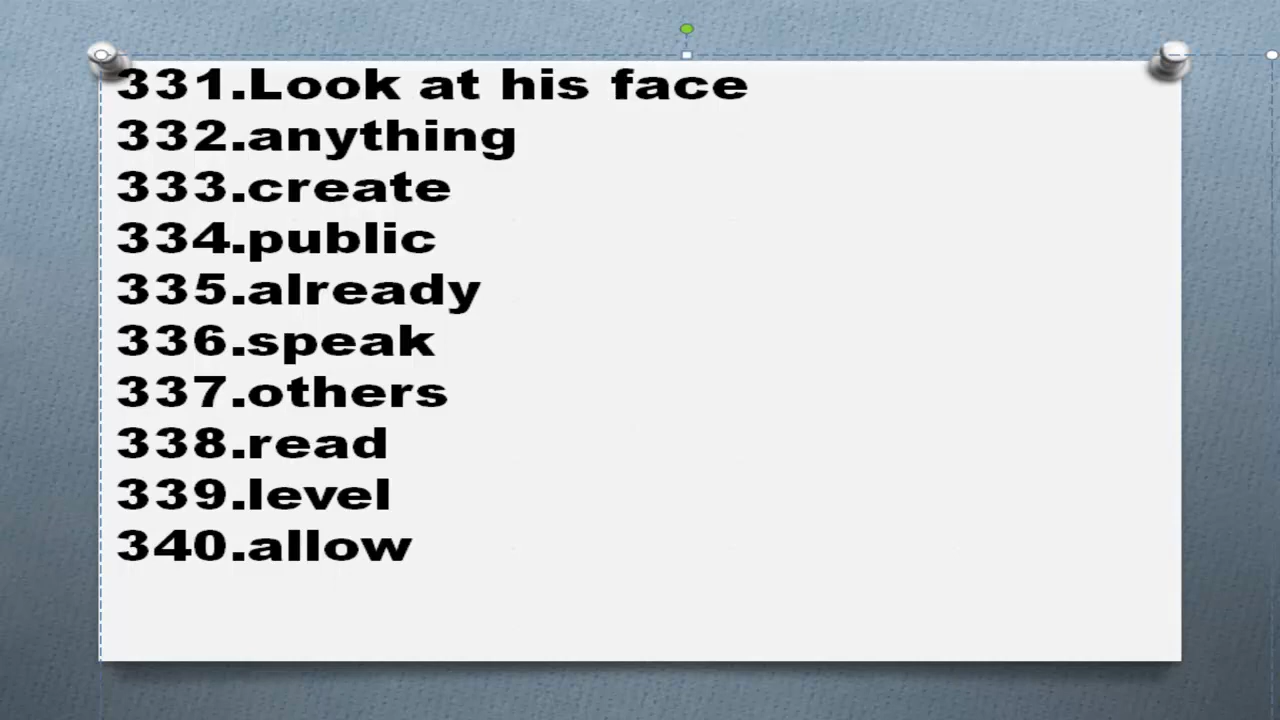 331.Look at his face
332.anything
333.create
334.public
335.already
336.speak
337.others
338.read
339.level
340.allow